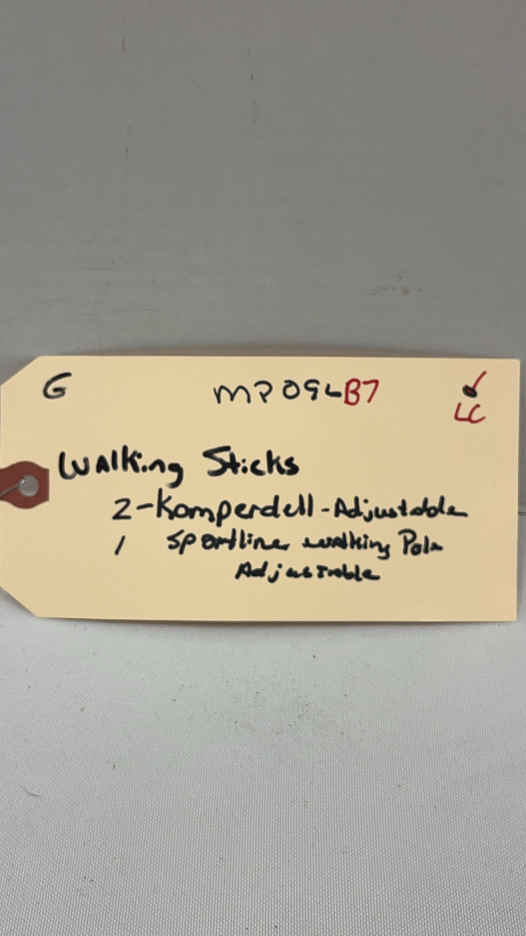 G MP09LB7
LC
Walking Sticks
2-Komperdell-Adjustable
1 Sportline walking Pole
Adjustable